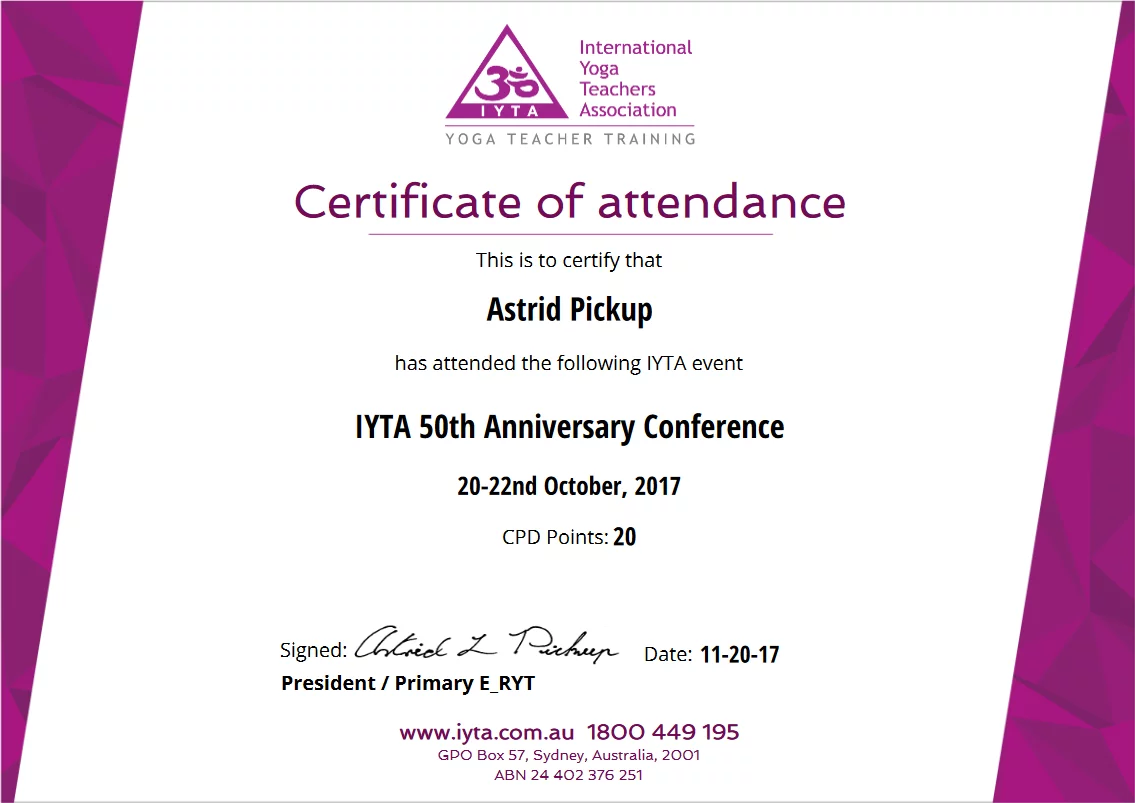 ॐ
IYTA
International
Yoga
Teachers
Association
YOGA TEACHER TRAINING
Certificate of attendance
This is to certify that
Astrid Pickup
has attended the following IYTA event
IYTA 50th Anniversary Conference
20-22nd October, 2017
CPD Points: 20
Signed: Astrid L Pickup Date: 11-20-17
President / Primary E_RYT
www.iyta.com.au 1800 449 195
GPO Box 57, Sydney, Australia, 2001
ABN 24 402 376 251